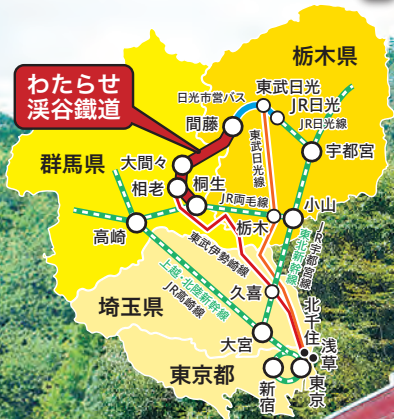 栃木県
わたらせ
渓谷鐵道
東武日光
日光市営バス
JR日光
JR日光線
間藤
東武日光線
宇都宮
群馬県
大間々
相老
桐生
JR両毛線
小山
栃木
高崎
東武伊勢崎線
JR宇都宮線
東北新幹線
上越・北陸新幹線
JR高崎線
久喜
埼玉県
北千住
浅草
大宮
東京都
新宿
東京